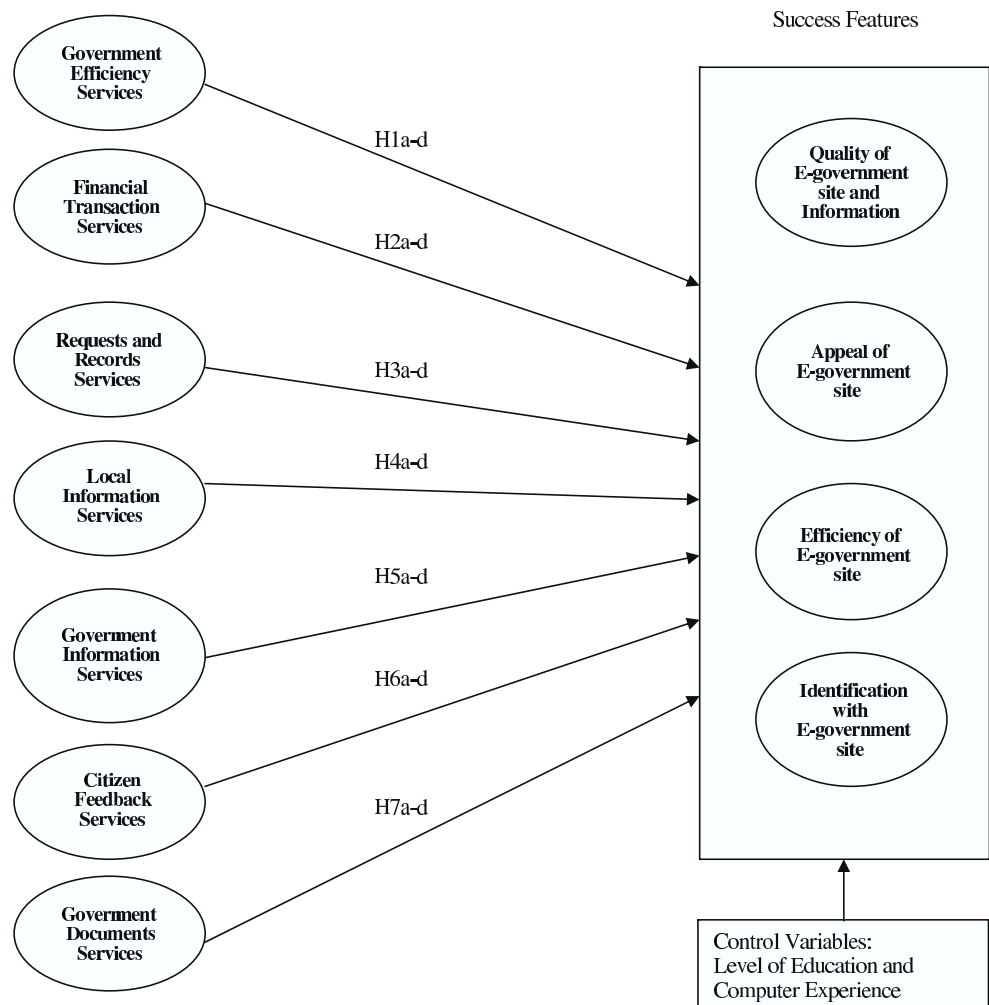 Success Features
Government
Efficiency
Services
H1a-d
Financial
Transaction
Services
H2a-d
Requests and
Records
Services
H3a-d
Local
Information
Services
H4a-d
Government
Information
Services
H5a-d
Citizen
Feedback
Services
H6a-d
Government
Documents
Services
H7a-d
Quality of
E-government
site and
Information
Appeal of
E-government
site
Efficiency of
E-government
site
Identification
with
E-government
site
Control Variables:
Level of Education and
Computer Experience